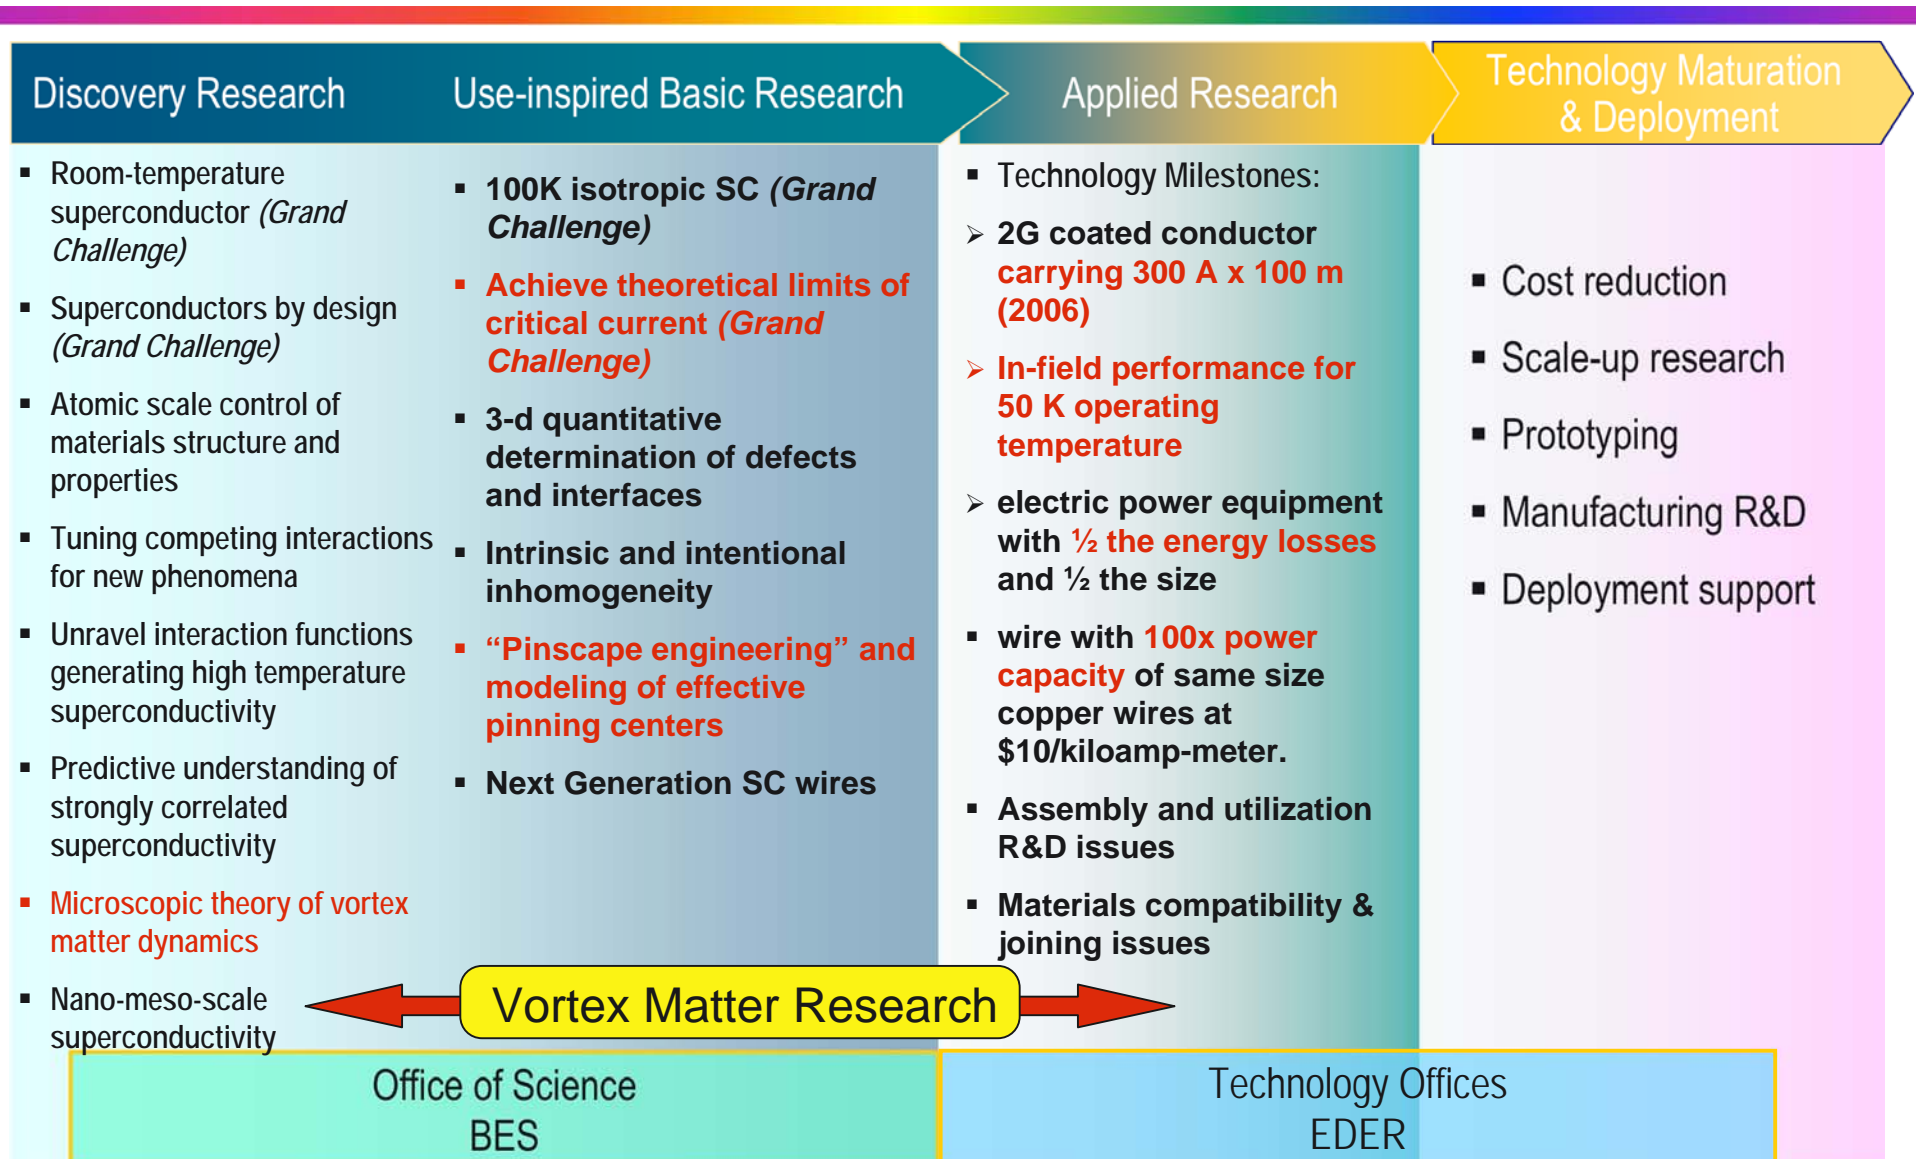 Discovery Research
Use-inspired Basic Research
Applied Research
Technology Maturation
& Deployment
▪ Room-temperature
superconductor (Grand
Challenge)
▪ Superconductors by design
(Grand Challenge)
▪ Atomic scale control of
materials structure and
properties
▪ Tuning competing interactions
for new phenomena
▪ Unravel interaction functions
generating high temperature
superconductivity
▪ Predictive understanding of
strongly correlated
superconductivity
▪ Microscopic theory of vortex
matter dynamics
▪ Nano-meso-scale
superconductivity
▪ 100K isotropic SC (Grand
Challenge)
▪ Achieve theoretical limits of
critical current (Grand
Challenge)
▪ 3-d quantitative
determination of defects
and interfaces
▪ Intrinsic and intentional
inhomogeneity
▪ “Pinscape engineering” and
modeling of effective
pinning centers
▪ Next Generation SC wires
▪ Technology Milestones:
➢ 2G coated conductor
carrying 300 A x 100 m
(2006)
➢ In-field performance for
50 K operating
temperature
➢ electric power equipment
with ½ the energy losses
and ½ the size
▪ wire with 100x power
capacity of same size
copper wires at
$10/kiloamp-meter.
▪ Assembly and utilization
R&D issues
▪ Materials compatibility &
joining issues
▪ Cost reduction
▪ Scale-up research
▪ Prototyping
▪ Manufacturing R&D
▪ Deployment support
Vortex Matter Research
Office of Science
BES
Technology Offices
EDER